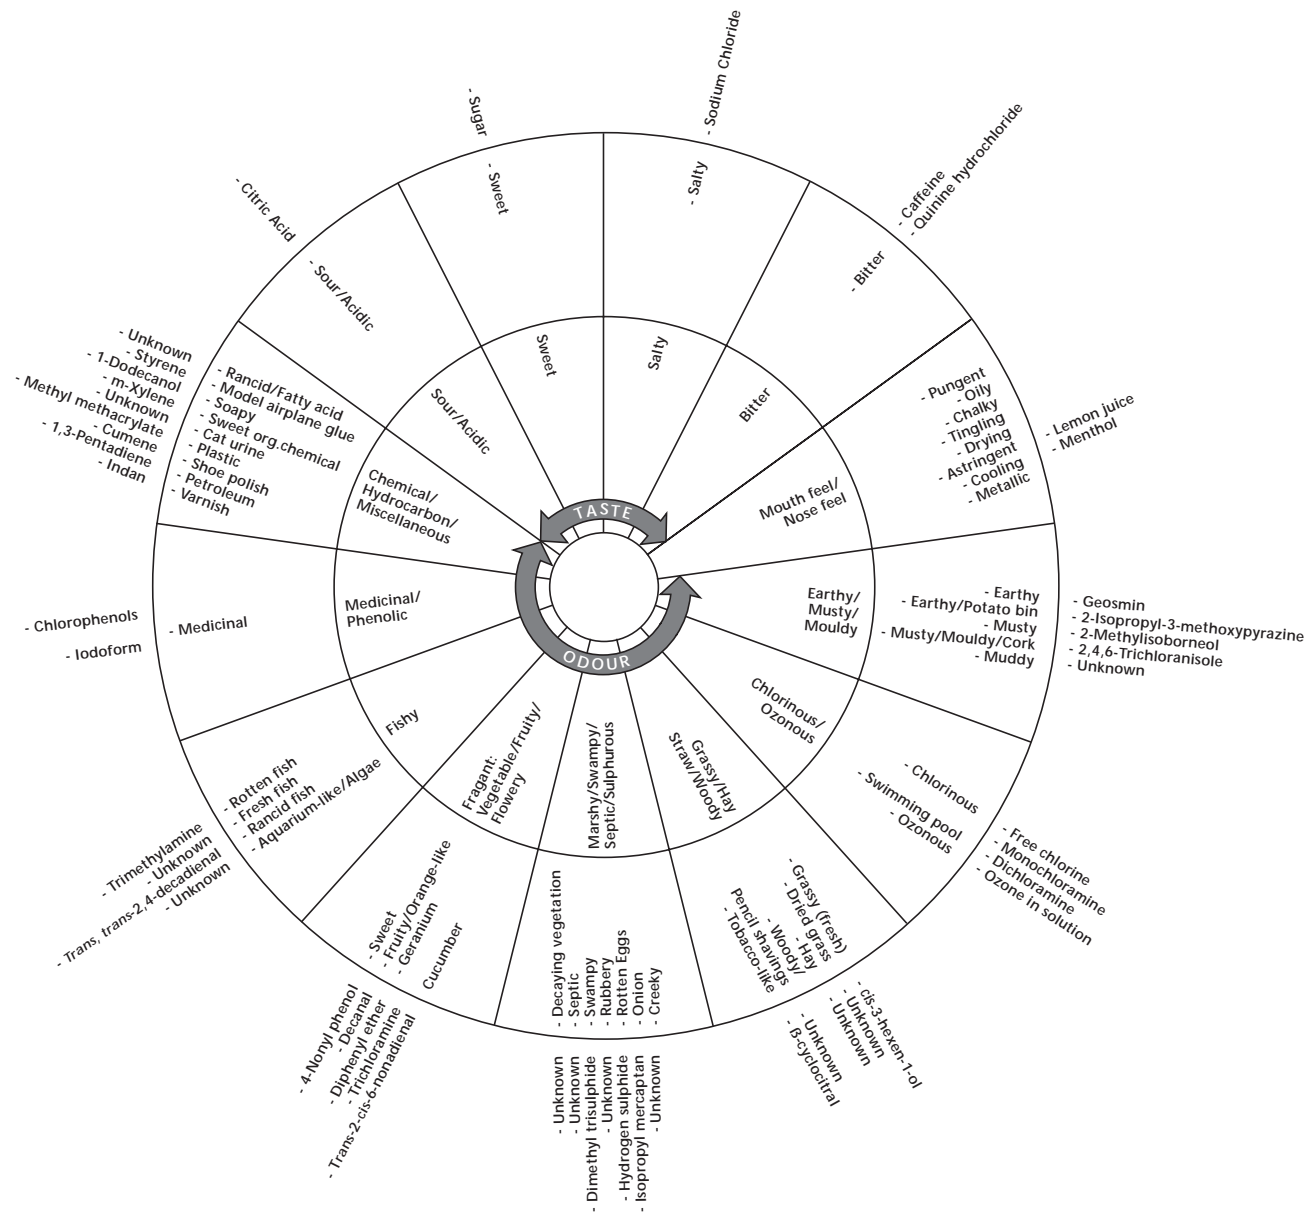 TASTE
ODOUR
Sweet
- Sweet
- Sugar
Salty
- Salty
- Sodium Chloride
Bitter
- Bitter
- Caffeine
- Quinine hydrochloride
Mouth feel/
Nose feel
- Pungent
- Oily
- Chalky
- Tingling
- Drying
- Astringent
- Cooling
- Metallic
- Lemon juice
- Menthol
Earthy/
Musty/
Mouldy
- Earthy
- Earthy/Potato bin
- Musty
- Musty/Mouldy/Cork
- Muddy
- Geosmin
- 2-Isopropyl-3-methoxypyrazine
- 2-Methylisoborneol
- 2,4,6-Trichloranisole
- Unknown
Chlorinous/
Ozonous
- Chlorinous
- Swimming pool
- Ozonous
- Free chlorine
- Monochloramine
- Dichloramine
- Ozone in solution
Grassy/Hay
Straw/Woody
- Grassy (fresh)
- Dried grass
- Hay
- Woody/
Pencil shavings
- Tobacco-like
- cis-3-hexen-1-ol
- Unknown
- Unknown
- Unknown
- ß-cyclocitral
Marshy/Swampy/
Septic/Sulphurous
- Decaying vegetation
- Septic
- Swampy
- Rubbery
- Rotten Eggs
- Onion
- Creeky
- Unknown
- Unknown
- Dimethyl trisulphide
- Unknown
- Hydrogen sulphide
- Isopropyl mercaptan
- Unknown
Fragant:
Vegetable/Fruity/
Flowery
- Sweet
- Fruity/Orange-like
- Geranium
Cucumber
- 4-Nonyl phenol
- Decanal
- Diphenyl ether
- Trichloramine
- Trans-2-cis-6-nonadienal
Fishy
- Rotten fish
- Fresh fish
- Rancid fish
- Aquarium-like/Algae
- Trimethylamine
- Unknown
- Trans, trans-2,4-decadienal
- Unknown
Medicinal/
Phenolic
- Medicinal
- Chlorophenols
- Iodoform
Chemical/
Hydrocarbon/
Miscellaneous
- Rancid/Fatty acid
- Model airplane glue
- Soapy
- Sweet org.chemical
- Cat urine
- Plastic
- Shoe polish
- Petroleum
- Varnish
- Unknown
- Styrene
- 1-Dodecanol
- m-Xylene
- Unknown
- Methyl methacrylate
- Cumene
- 1,3-Pentadiene
- Indan
Sour/Acidic
- Sour/Acidic
- Citric Acid